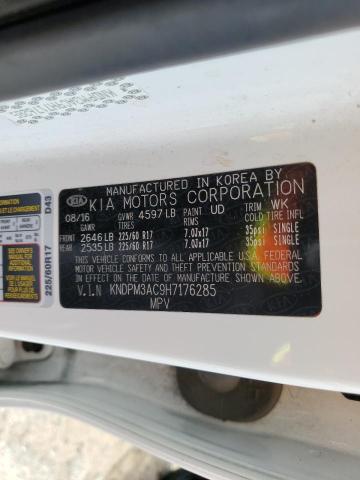 MANUFACTURED IN KOREA BY
KIA KIA MOTORS CORPORATION
08/16 GVWR 4597 LB PAINT UD TRIM WK
GAWR TIRES RIMS COLD TIRE INFL
FRONT 2646 LB 225/60 R17 7.0JX17 35psi SINGLE
REAR 2535 LB 225/60 R17 7.0JX17 35psi SINGLE
THIS VEHICLE CONFORMS TO ALL APPLICABLE U.S.A. FEDERAL
MOTOR VEHICLE SAFETY AND THEFT PREVENTION STANDARDS
IN EFFECT ON THE DATE OF MANUFACTURE SHOWN ABOVE.
V.I.N KNDPM3AC9H7176285
MPV
225/60R17 D43